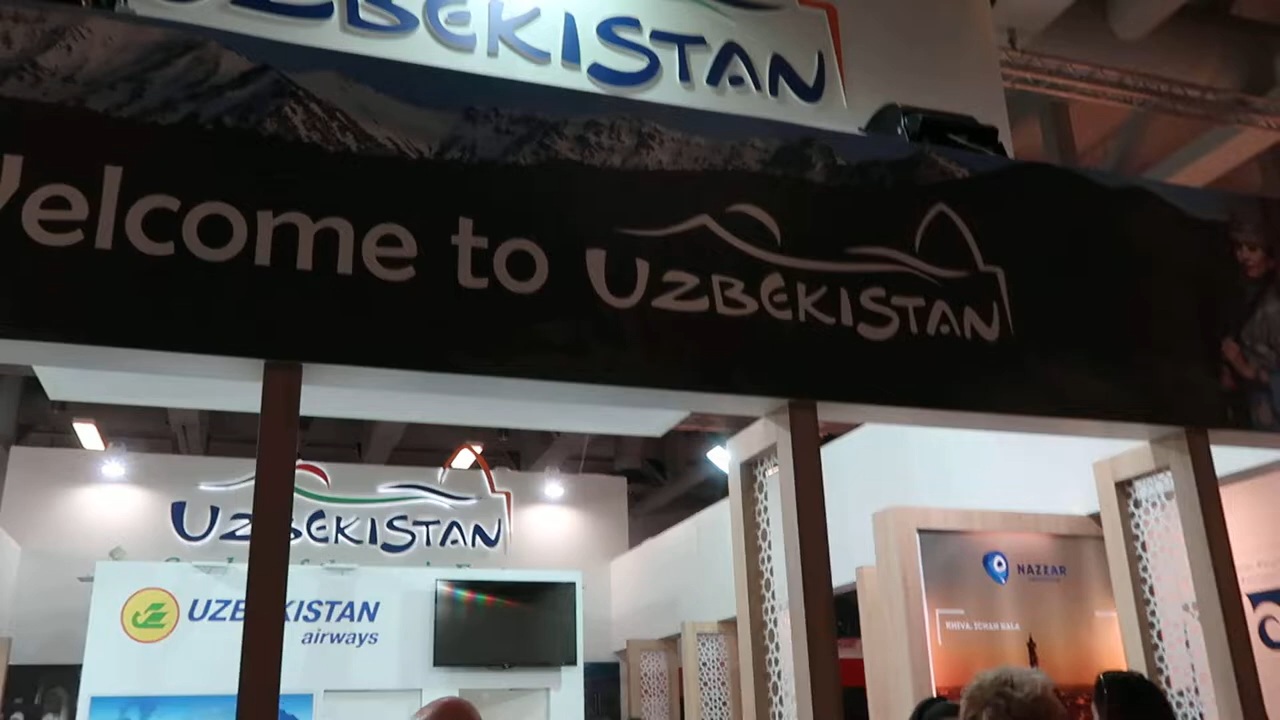 UZBEKISTAN
Welcome to UZBEKISTAN
UZBEKISTAN
UZBEKISTAN
airways
NAZZAR
KHIVA. ICHAN KALA